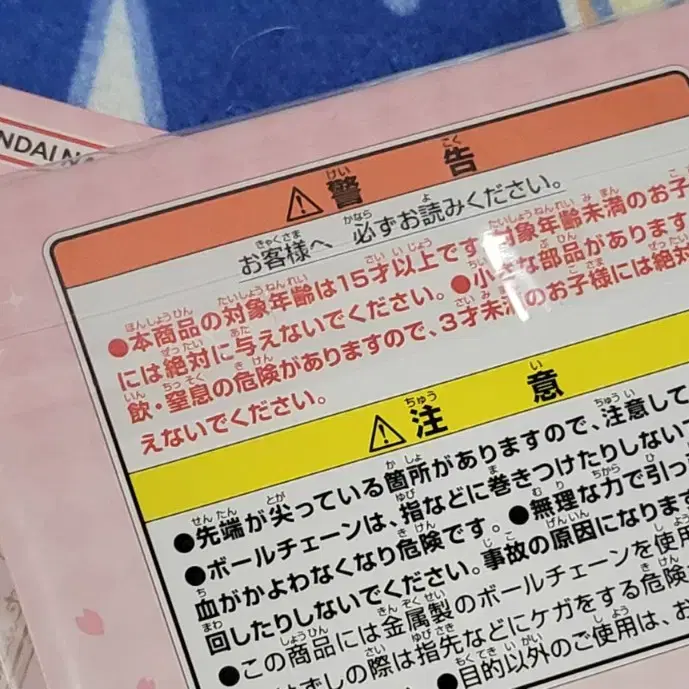 ANDAI N
警告
お客様へ 必ずお読みください。
●本商品の対象年齢は15才以上です。対象年齢未満のお子
には絶対に与えないでください。●小さな部品があります
飲・窒息の危険がありますので、3才未満のお子様には絶対
えないでください。
注意
●先端が尖っている箇所がありますので、注意して
●ボールチェーンは、指などに巻きつけたりしないで
血がかよわなくなり危険です。●無理な力で引っ
回したりしないでください。事故の原因になります
●この商品には金属製のボールチェーンを使用
しの際は指先などにケガをする危険
●目的以外のご使用は、お